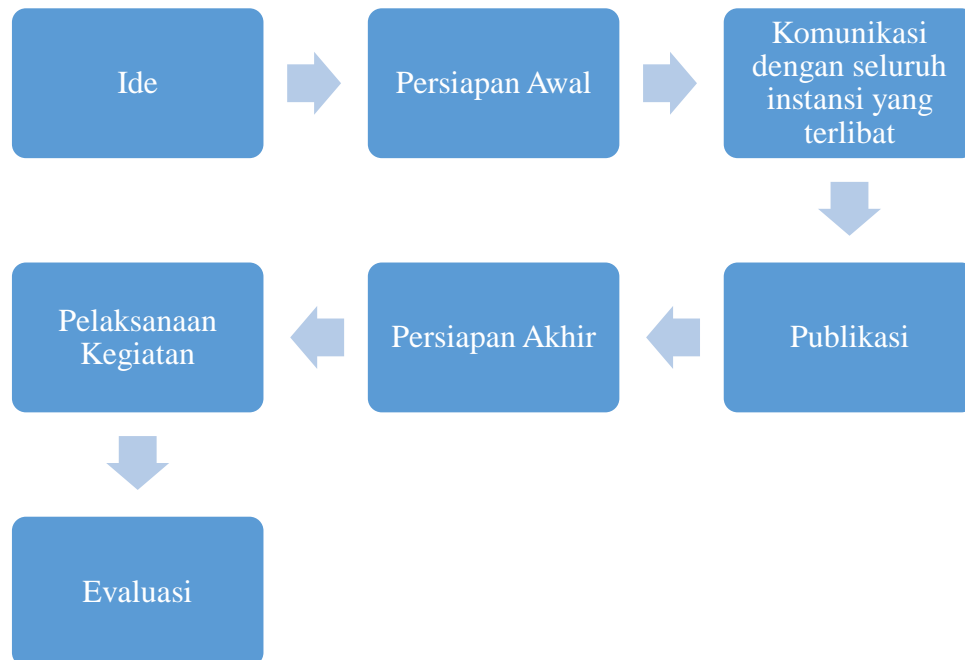 Ide
Persiapan Awal
Komunikasi
dengan seluruh
instansi yang
terlibat
Publikasi
Persiapan Akhir
Pelaksanaan
Kegiatan
Evaluasi